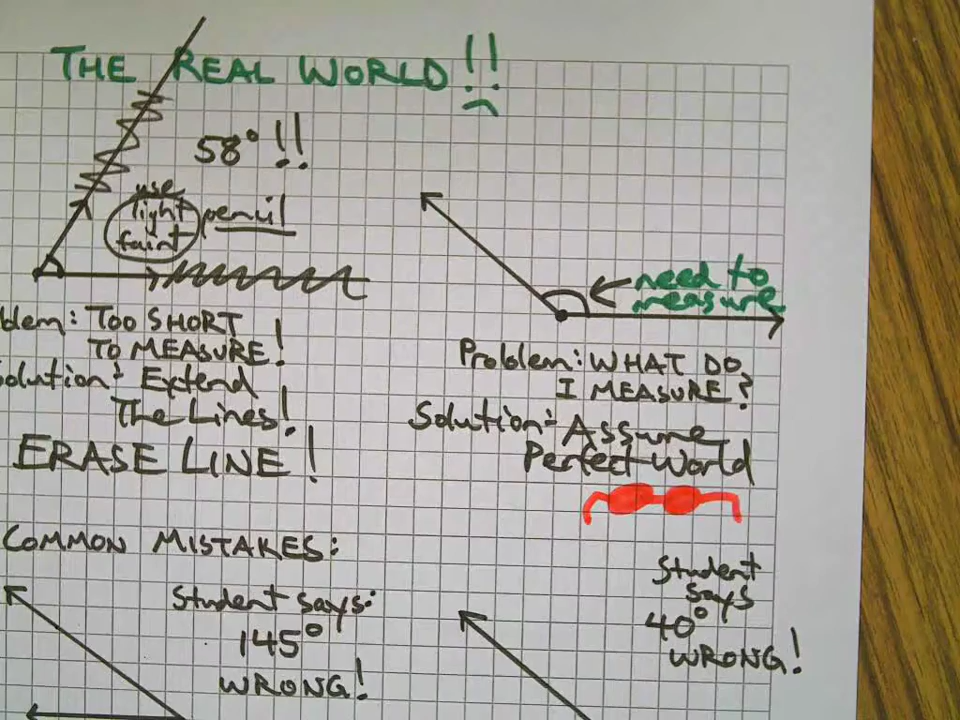 THE REAL WORLD!!
58°!!
use
light pencil
faint
need to
measure
blem: TOO SHORT
TO MEASURE!
Solution: Extend
The Lines!
ERASE LINE!
Problem: WHAT DO
I MEASURE?
Solution: Assume
Perfect World
COMMON MISTAKES:
Student says:
145°
WRONG!
Student
says
40°
WRONG!